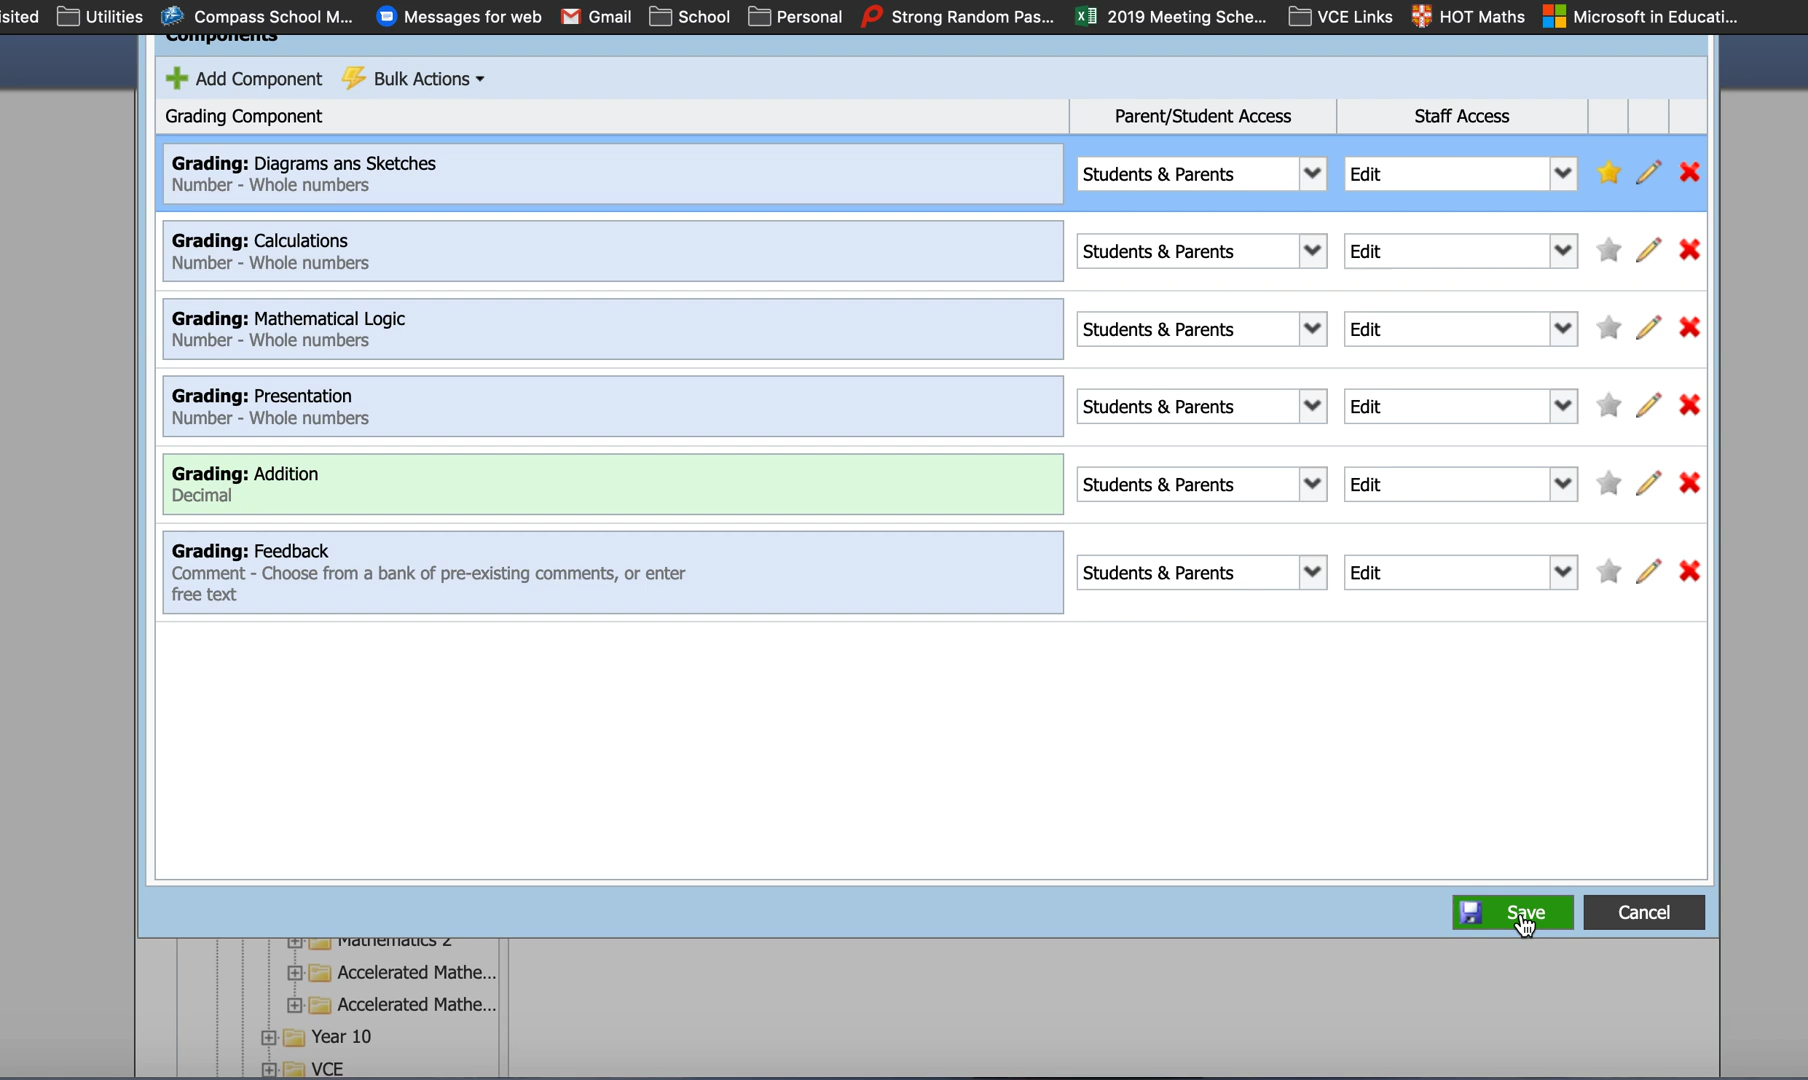 isited Utilities Compass School M... Messages for web Gmail School Personal Strong Random Pas... 2019 Meeting Sche... VCE Links HOT Maths Microsoft in Educati...
Components
Add Component Bulk Actions
Grading Component Parent/Student Access Staff Access
Grading: Diagrams ans Sketches
Number - Whole numbers
Students & Parents Edit
Grading: Calculations
Number - Whole numbers
Students & Parents Edit
Grading: Mathematical Logic
Number - Whole numbers
Students & Parents Edit
Grading: Presentation
Number - Whole numbers
Students & Parents Edit
Grading: Addition
Decimal
Students & Parents Edit
Grading: Feedback
Comment - Choose from a bank of pre-existing comments, or enter
free text
Students & Parents Edit
Save Cancel
Mathematics 2
Accelerated Mathe...
Accelerated Mathe...
Year 10
VCE